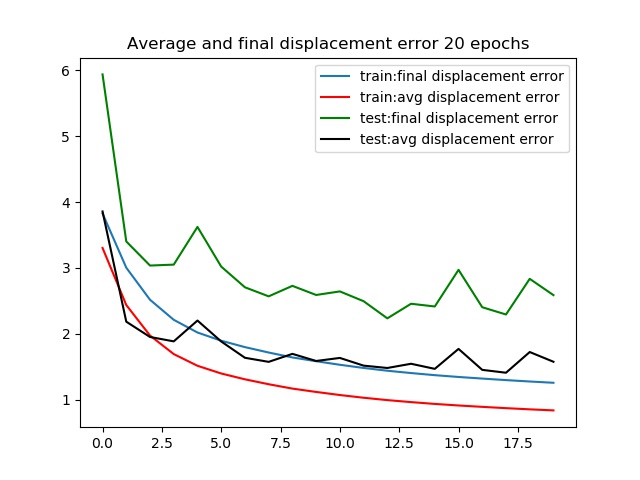 Average and final displacement error 20 epochs
train:final displacement error
train:avg displacement error
test:final displacement error
test:avg displacement error
6
5
4
3
2
1
0.0 2.5 5.0 7.5 10.0 12.5 15.0 17.5